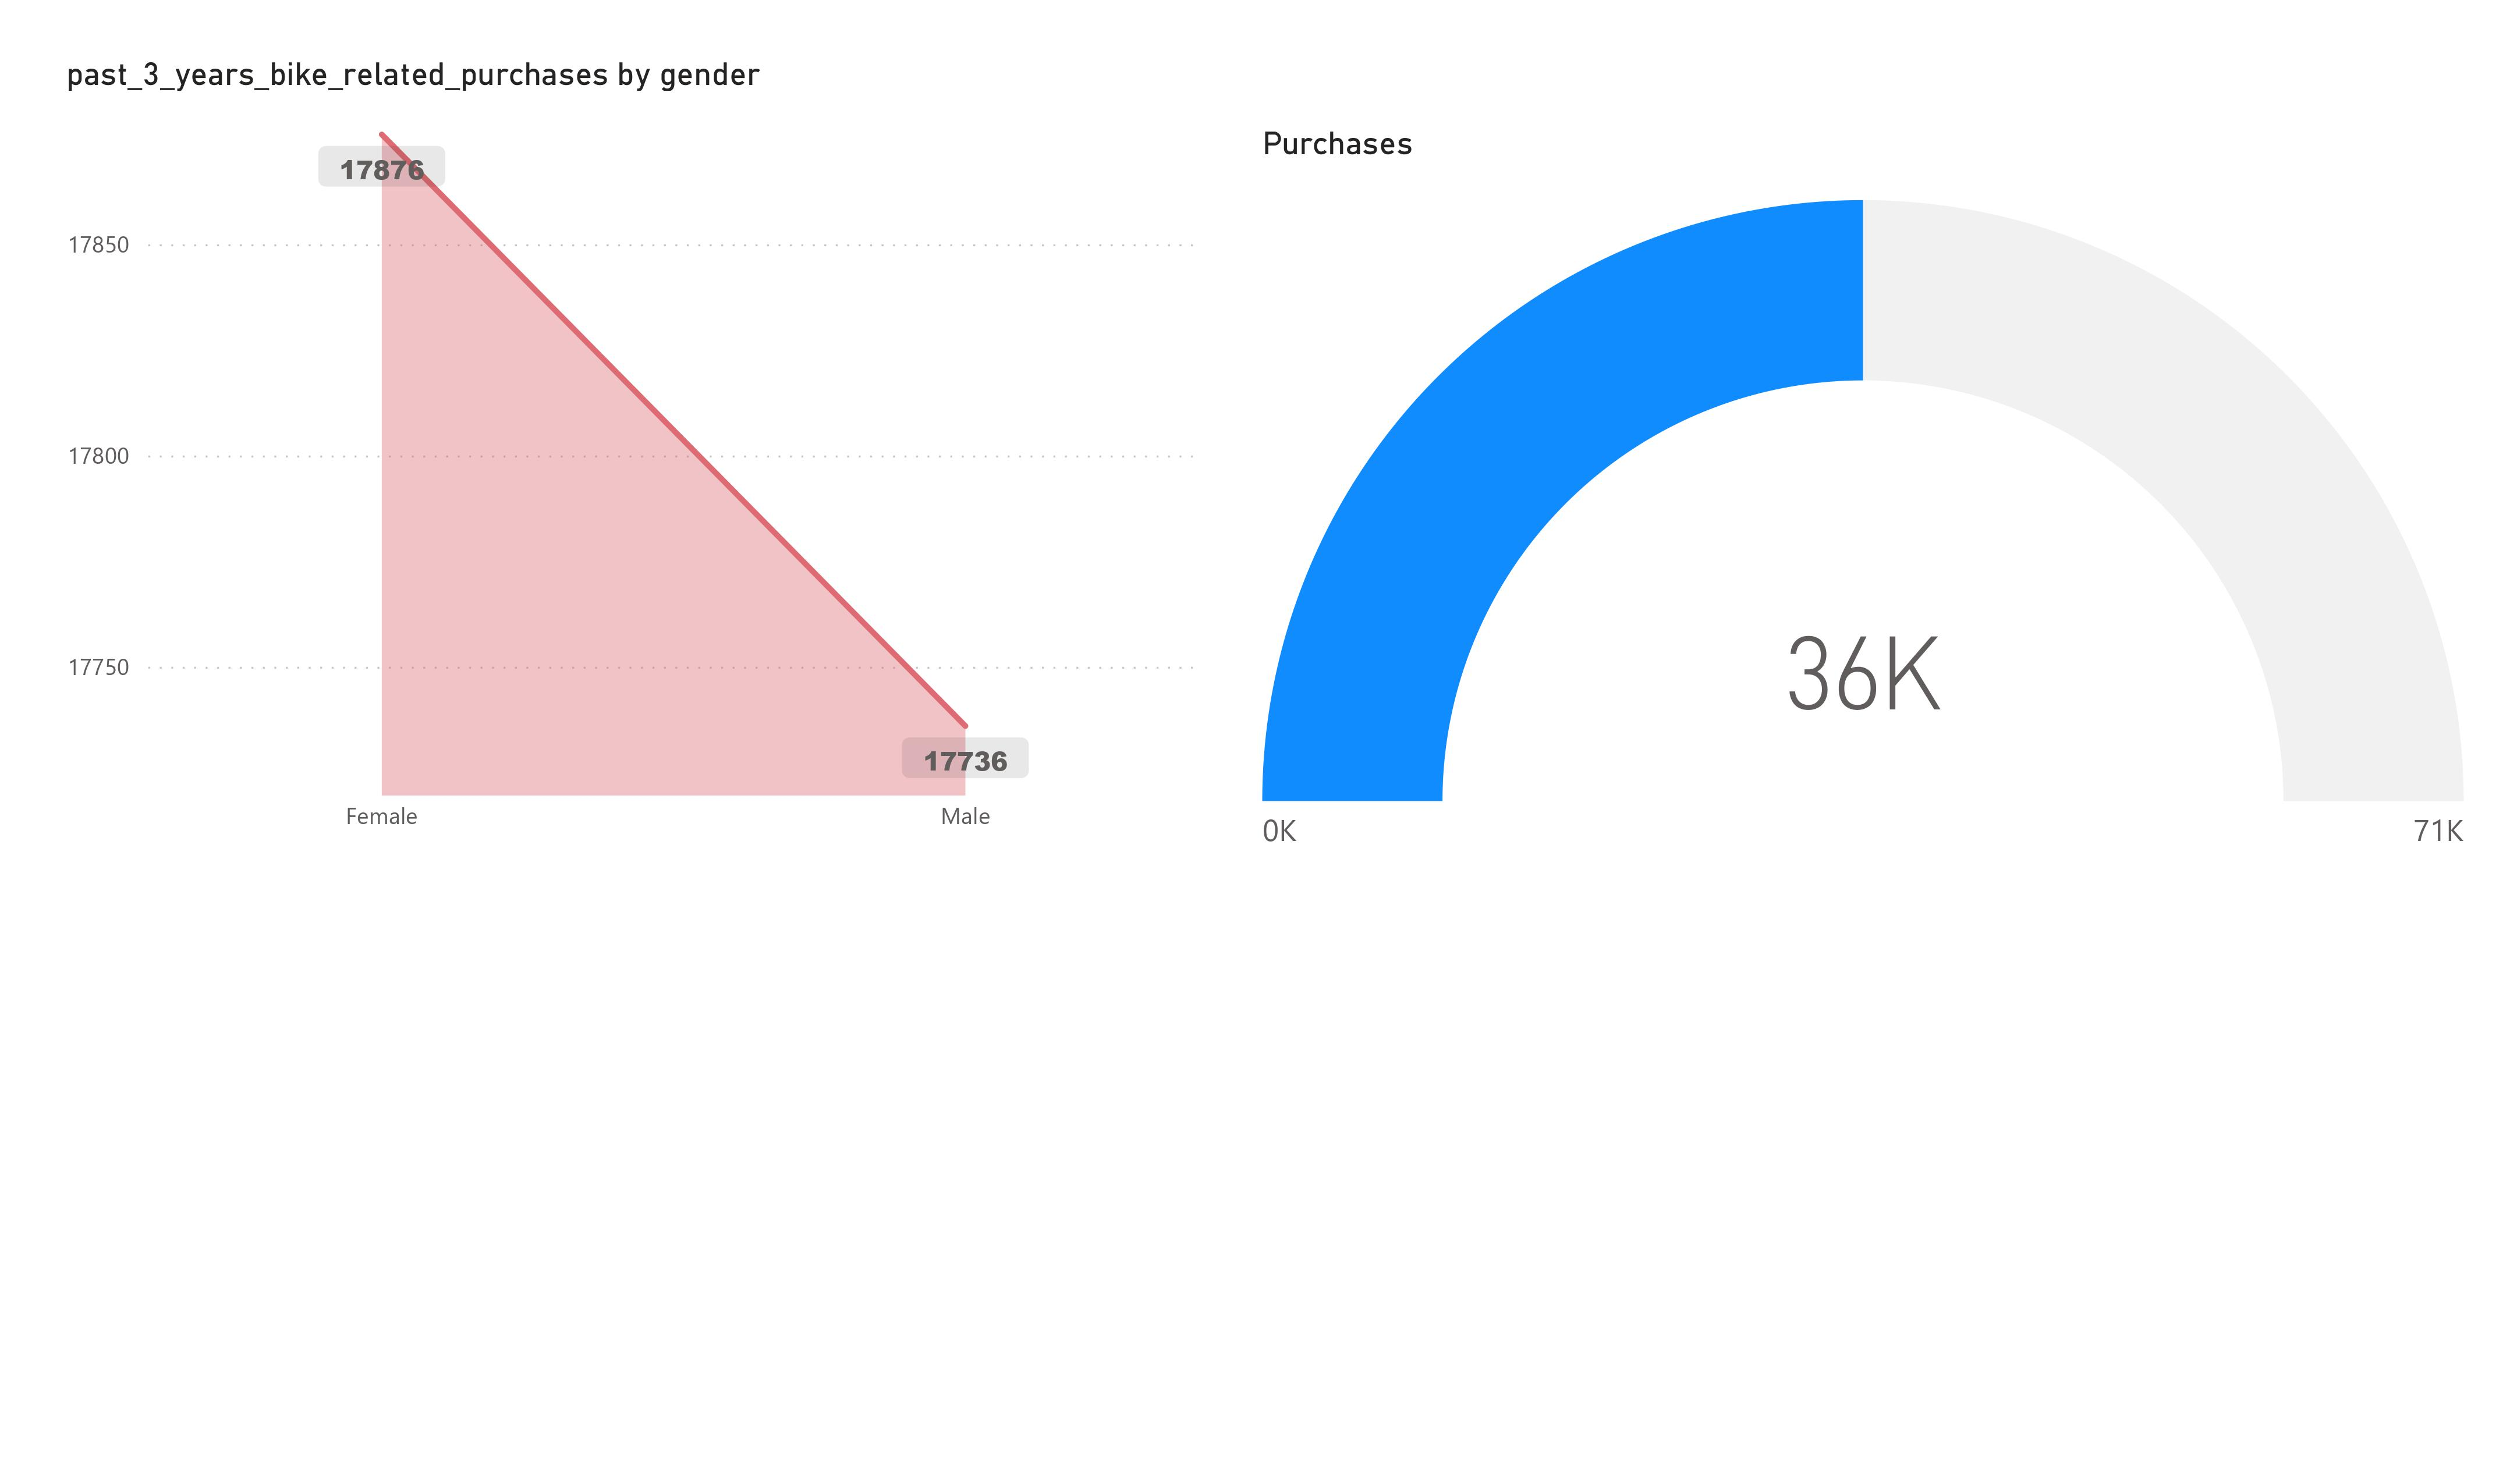 past_3_years_bike_related_purchases by gender
17876
17850
17800
17750
17736
Female Male
Purchases
36K
0K 71K